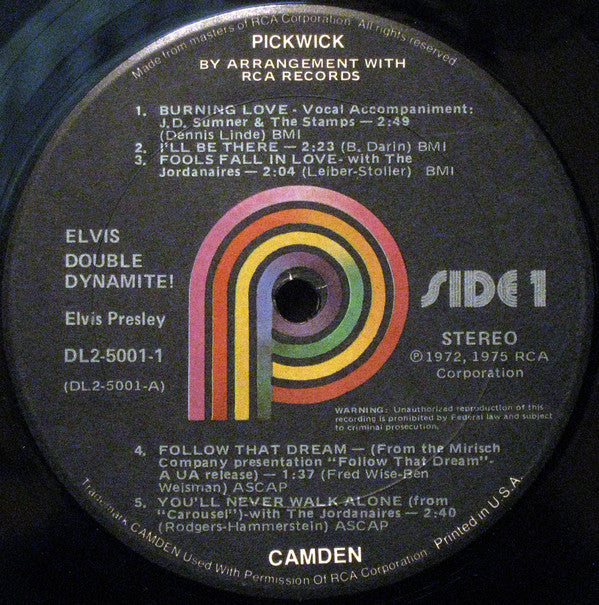 Made from masters of RCA Corporation. All rights reserved.
PICKWICK
BY ARRANGEMENT WITH
RCA RECORDS
1. BURNING LOVE - Vocal Accompaniment:
J.D. Sumner & The Stamps — 2:49
(Dennis Linde) BMI
2. I'LL BE THERE — 2:23 (B. Darin) BMI
3. FOOLS FALL IN LOVE- with The
Jordanaires — 2:04 (Leiber-Stoller) BMI
ELVIS
DOUBLE
DYNAMITE!
Elvis Presley
DL2-5001-1
(DL2-5001-A)
SIDE 1
STEREO
℗1972, 1975 RCA
Corporation
WARNING: Unauthorized reproduction of this
recording is prohibited by Federal law and subject
to criminal prosecution.
4. FOLLOW THAT DREAM — (From the Mirisch
Company presentation "Follow That Dream"-
A UA release) — 1:37 (Fred Wise-Ben
Weisman) ASCAP
5. YOU'LL NEVER WALK ALONE (from
"Carousel")-with The Jordanaires — 2:40
(Rodgers-Hammerstein) ASCAP
CAMDEN
Trademark CAMDEN Used With Permission Of RCA Corporation. Printed in U.S.A.